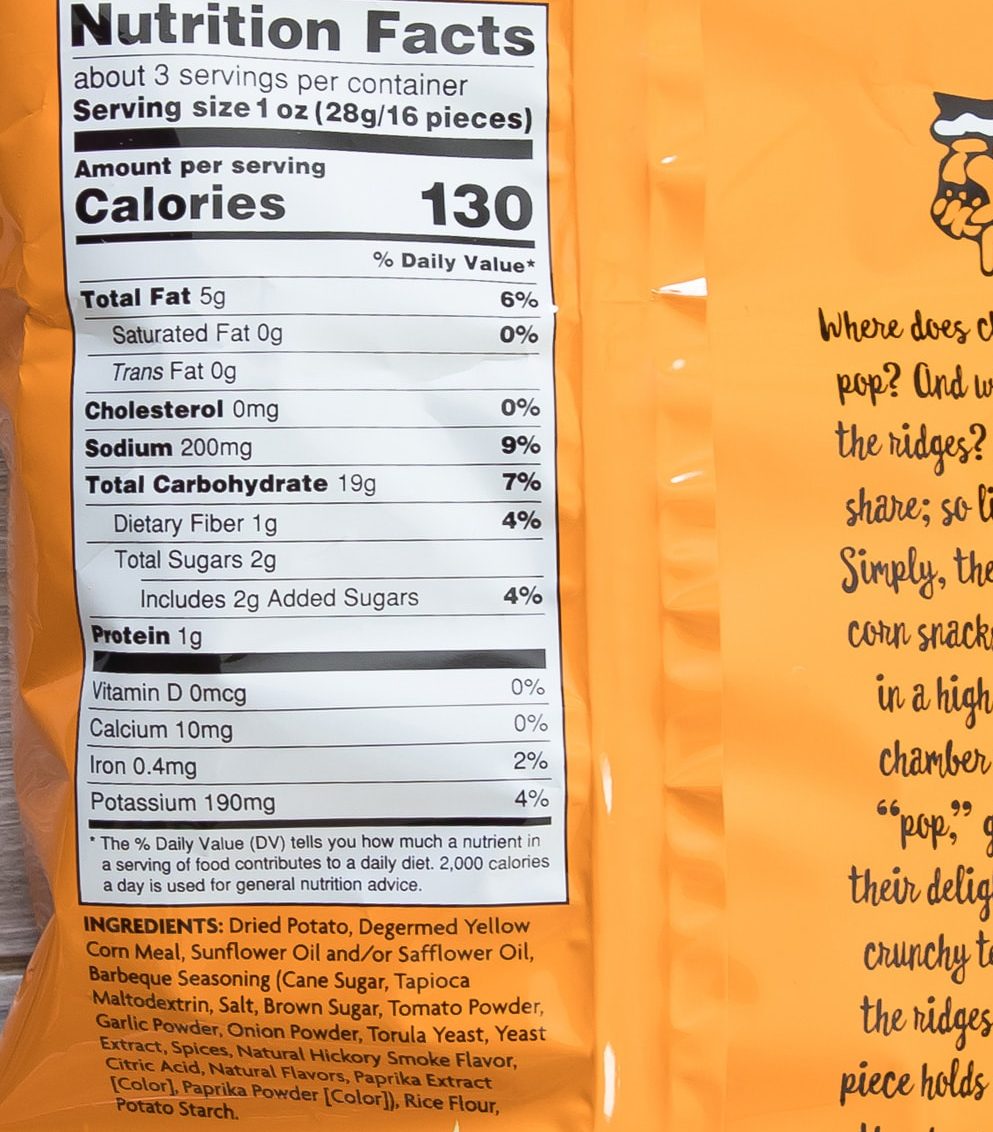 Nutrition Facts
about 3 servings per container
Serving size 1 oz (28g/16 pieces)
Amount per serving
Calories 130
% Daily Value*
Total Fat 5g 6%
Saturated Fat 0g 0%
Trans Fat 0g
Cholesterol 0mg 0%
Sodium 200mg 9%
Total Carbohydrate 19g 7%
Dietary Fiber 1g 4%
Total Sugars 2g
Includes 2g Added Sugars 4%
Protein 1g
Vitamin D 0mcg 0%
Calcium 10mg 0%
Iron 0.4mg 2%
Potassium 190mg 4%
* The % Daily Value (DV) tells you how much a nutrient in
a serving of food contributes to a daily diet. 2,000 calories
a day is used for general nutrition advice.
INGREDIENTS: Dried Potato, Degermed Yellow
Corn Meal, Sunflower Oil and/or Safflower Oil,
Barbeque Seasoning (Cane Sugar, Tapioca
Maltodextrin, Salt, Brown Sugar, Tomato Powder,
Garlic Powder, Onion Powder, Torula Yeast, Yeast
Extract, Spices, Natural Hickory Smoke Flavor,
Citric Acid, Natural Flavors, Paprika Extract
[Color], Paprika Powder [Color]), Rice Flour,
Potato Starch.
Where does
pop? And
the ridges?
share; so
Simply, the
corn snack
in a high
chamber
"pop,"
their
crunchy
the ridges
piece holds